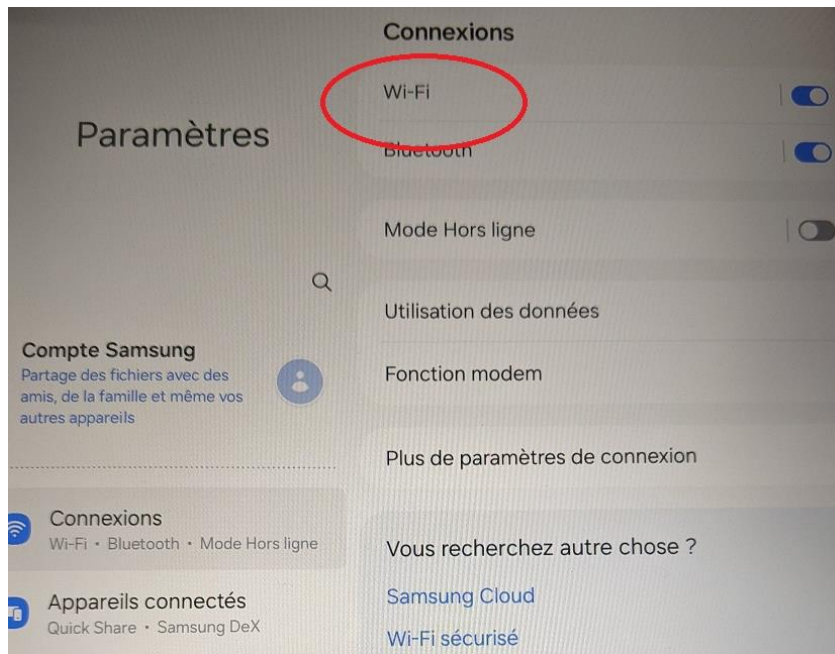 Paramètres
Compte Samsung
Partage des fichiers avec des
amis, de la famille et même vos
autres appareils
Connexions
Wi-Fi • Bluetooth • Mode Hors ligne
Appareils connectés
Quick Share • Samsung DeX
Connexions
Wi-Fi
Bluetooth
Mode Hors ligne
Utilisation des données
Fonction modem
Plus de paramètres de connexion
Vous recherchez autre chose ?
Samsung Cloud
Wi-Fi sécurisé